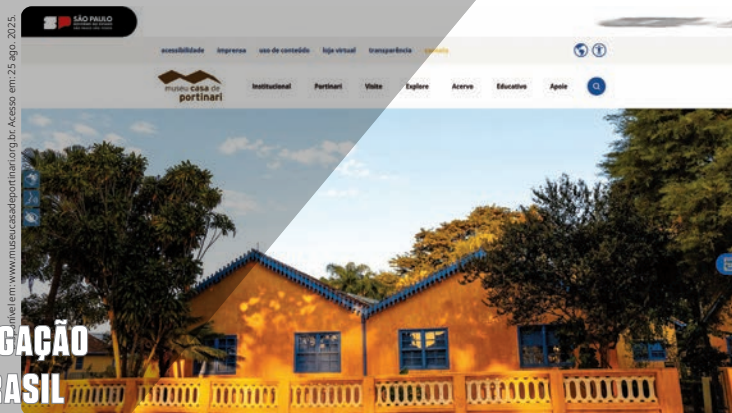 SÃO PAULO
acessibilidade imprensa uso de conteúdo loja virtual transparência
museu casa de
portinari
Institucional Portinari Visite Explore Acervo Educativo Apoie
nível em: www.museucasadeportinari.org.br. Acesso em: 25 ago. 2025.
GAÇÃO
RASIL